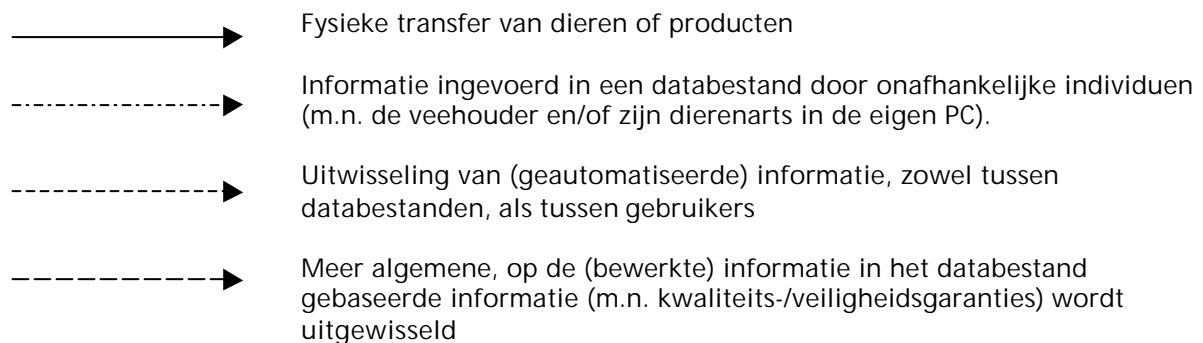 Fysieke transfer van dieren of producten
Informatie ingevoerd in een databestand door onafhankelijke individuen
(m.n. de veehouder en/of zijn dierenarts in de eigen PC).
Uitwisseling van (geautomatiseerde) informatie, zowel tussen
databestanden, als tussen gebruikers
Meer algemene, op de (bewerkte) informatie in het databestand
gebaseerde informatie (m.n. kwaliteits-/veiligheidsgaranties) wordt
uitgewisseld